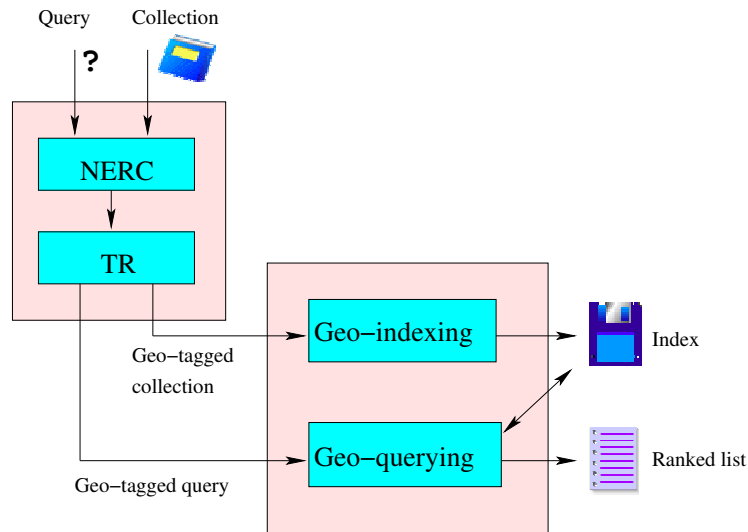 Query
Collection
?
NERC
TR
Geo−indexing
Index
Geo−tagged
collection
Geo−querying
Ranked list
Geo−tagged query